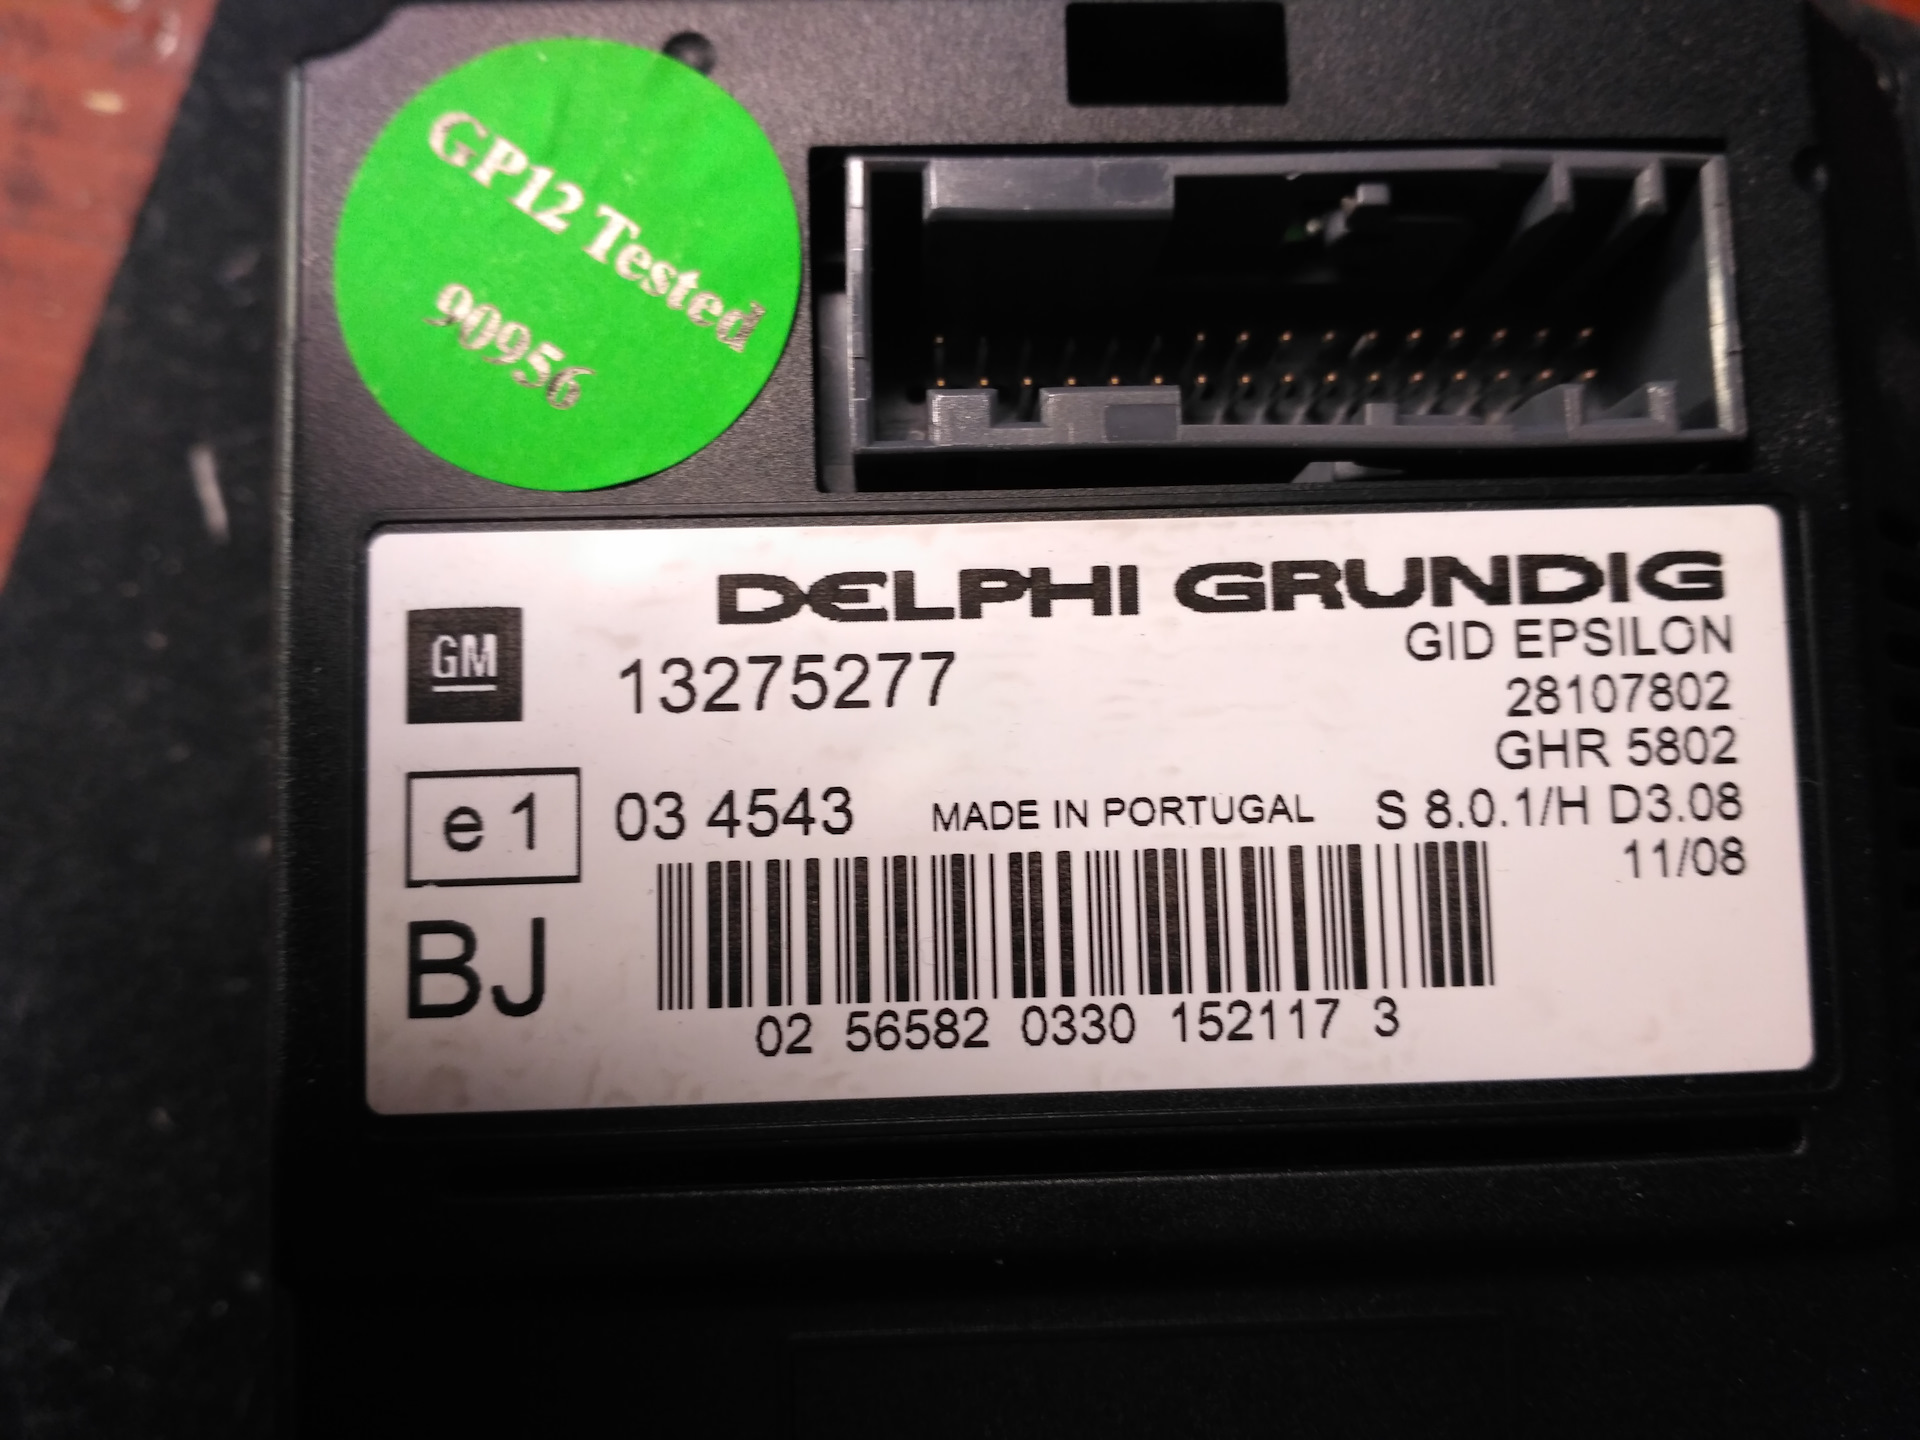 GP12 Tested
90956
DELPHI GRUNDIG
GID EPSILON
GM
13275277
28107802
GHR 5802
e 1
03 4543
MADE IN PORTUGAL
S 8.0.1/H D3.08
11/08
BJ
02 56582 0330 152117 3